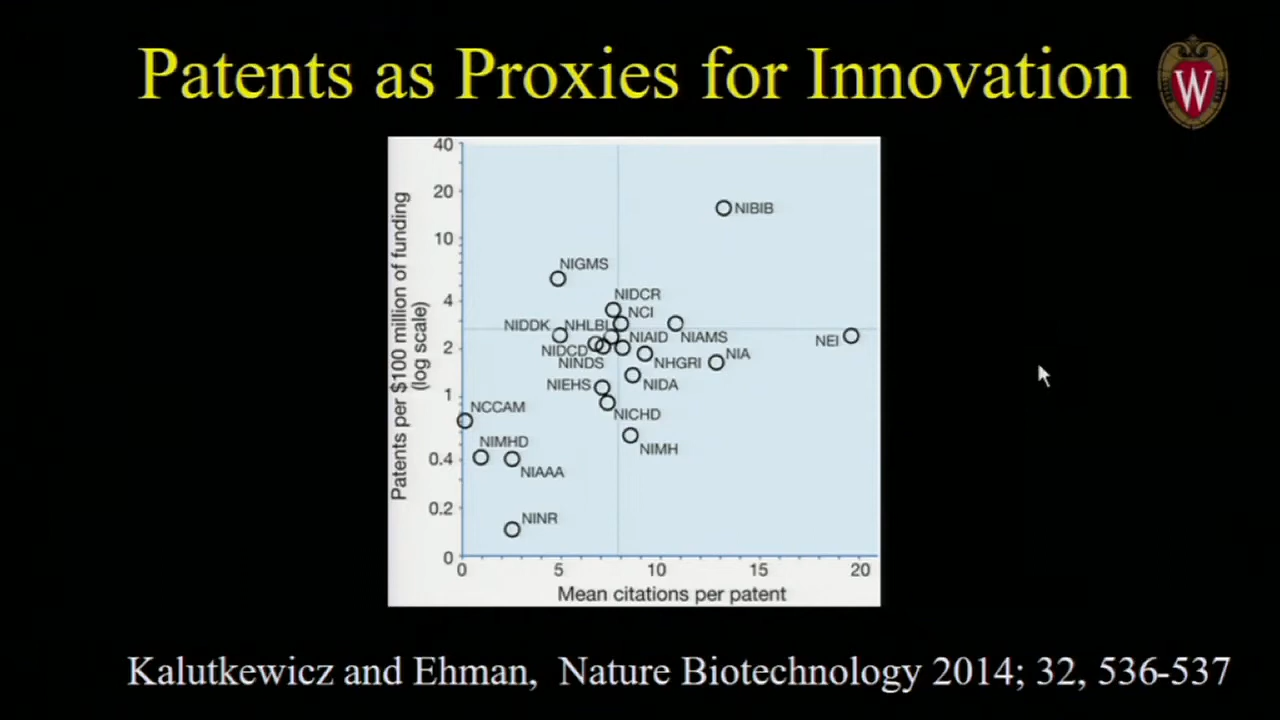 Patents as Proxies for Innovation
W
Patents per $100 million of funding
(log scale)
40
20
10
4
2
1
0.4
0.2
0
NIBIB
NIGMS
NIDCR
NCI
NIDDK
NHLBI
NIAID
NIAMS
NEI
NIDCD
NINDS
NHGRI
NIA
NIEHS
NIDA
NCCAM
NICHD
NIMHD
NIMH
NIAAA
NINR
0 5 10 15 20
Mean citations per patent
Kalutkewicz and Ehman, Nature Biotechnology 2014; 32, 536-537